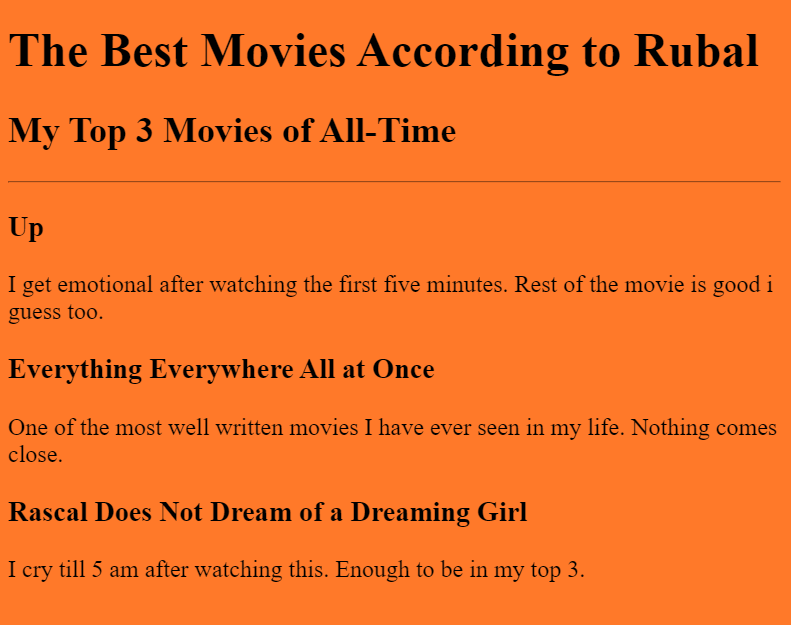 The Best Movies According to Rubal
My Top 3 Movies of All-Time
Up
I get emotional after watching the first five minutes. Rest of the movie is good i
guess too.
Everything Everywhere All at Once
One of the most well written movies I have ever seen in my life. Nothing comes
close.
Rascal Does Not Dream of a Dreaming Girl
I cry till 5 am after watching this. Enough to be in my top 3.